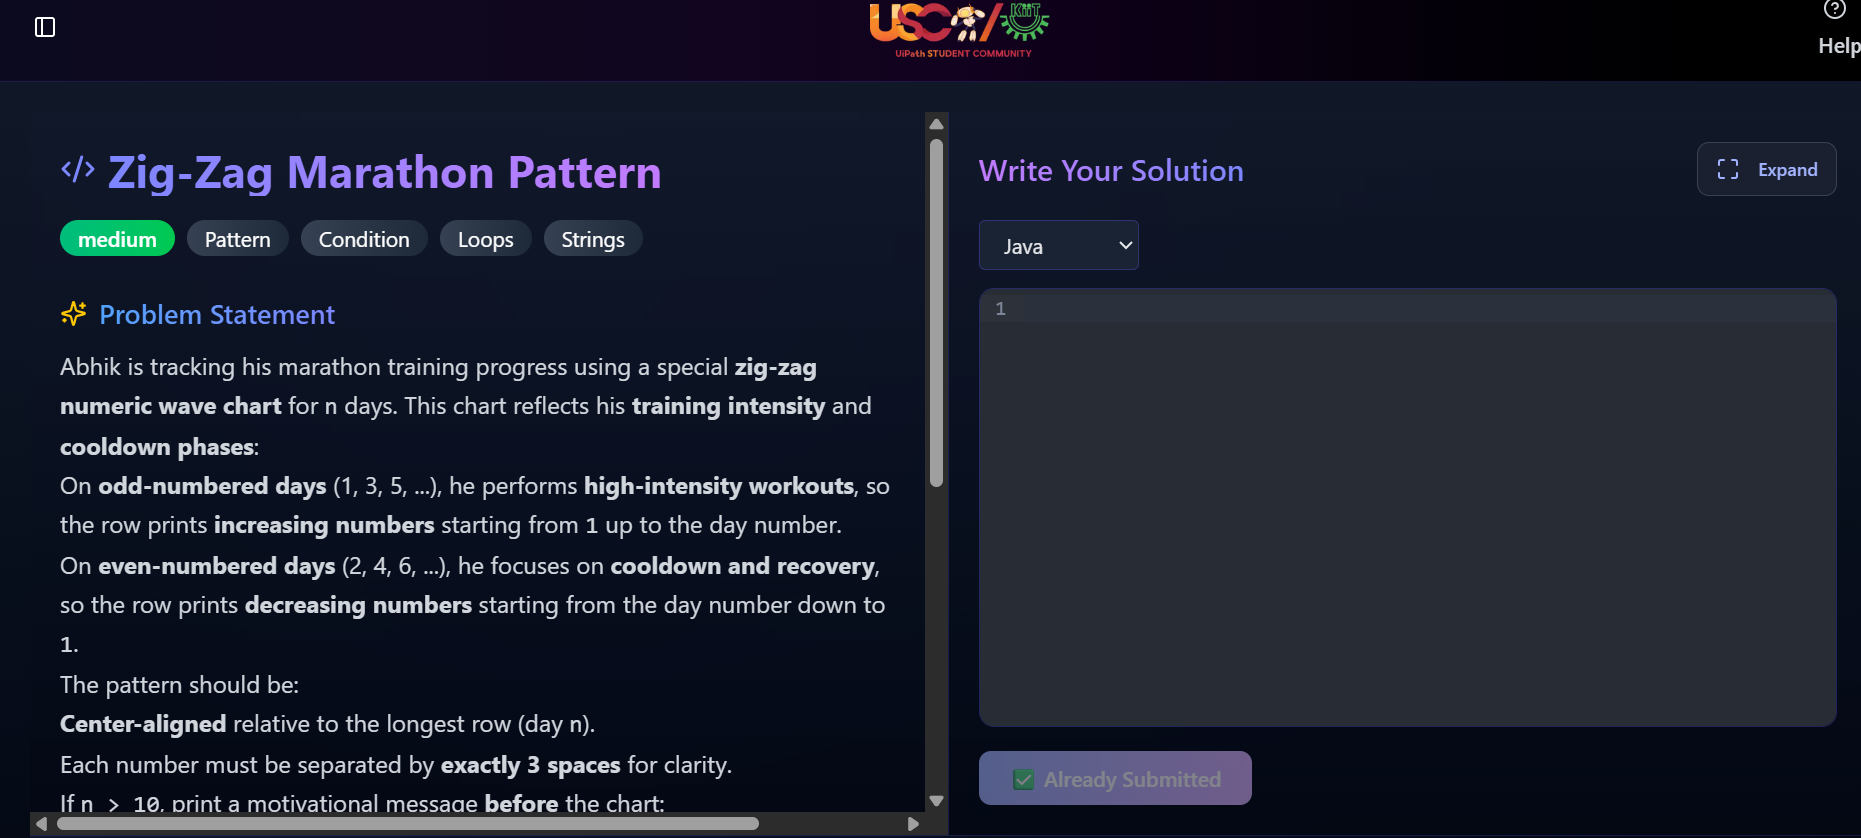 USC/
KiiT
UiPath STUDENT COMMUNITY
Help
</> Zig-Zag Marathon Pattern
medium
Pattern
Condition
Loops
Strings
Problem Statement
Abhik is tracking his marathon training progress using a special zig-zag
numeric wave chart for n days. This chart reflects his training intensity and
cooldown phases:
On odd-numbered days (1, 3, 5, ...), he performs high-intensity workouts, so
the row prints increasing numbers starting from 1 up to the day number.
On even-numbered days (2, 4, 6, ...), he focuses on cooldown and recovery,
so the row prints decreasing numbers starting from the day number down to
1.
The pattern should be:
Center-aligned relative to the longest row (day n).
Each number must be separated by exactly 3 spaces for clarity.
If n > 10, print a motivational message before the chart:
Write Your Solution
Expand
Java
1
Already Submitted